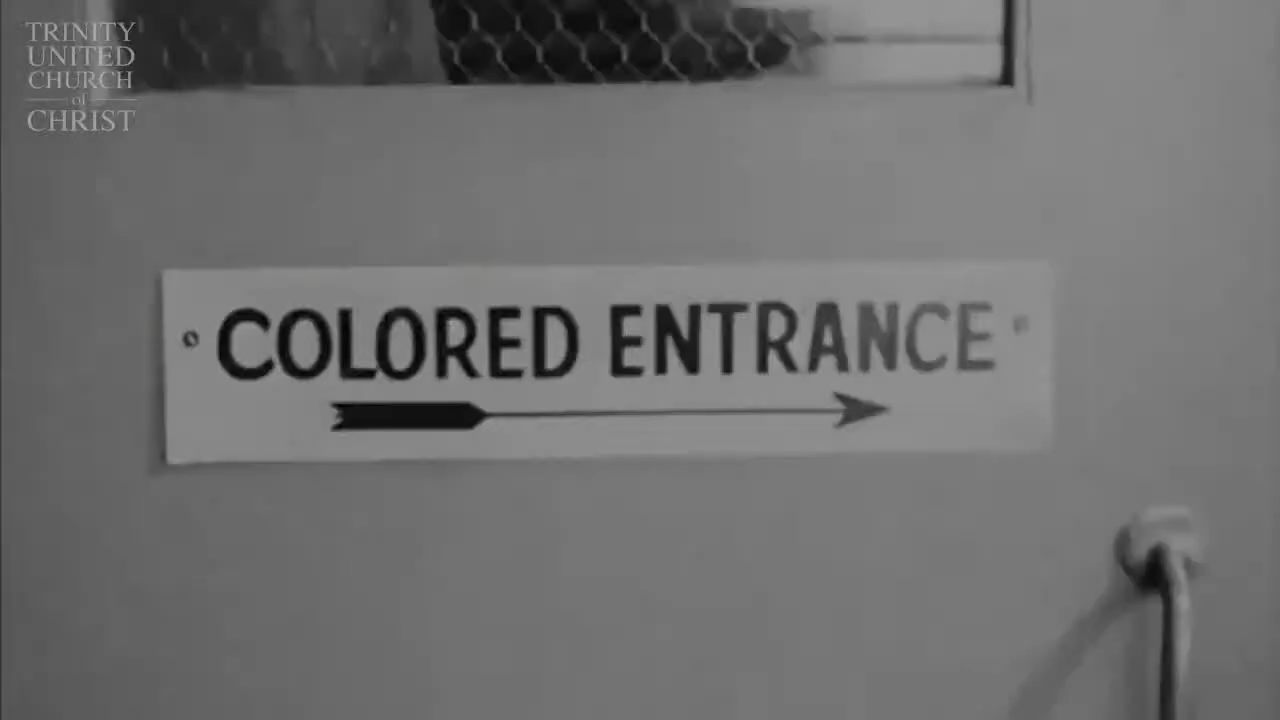 TRINITY
UNITED
CHURCH
of
CHRIST
COLORED ENTRANCE